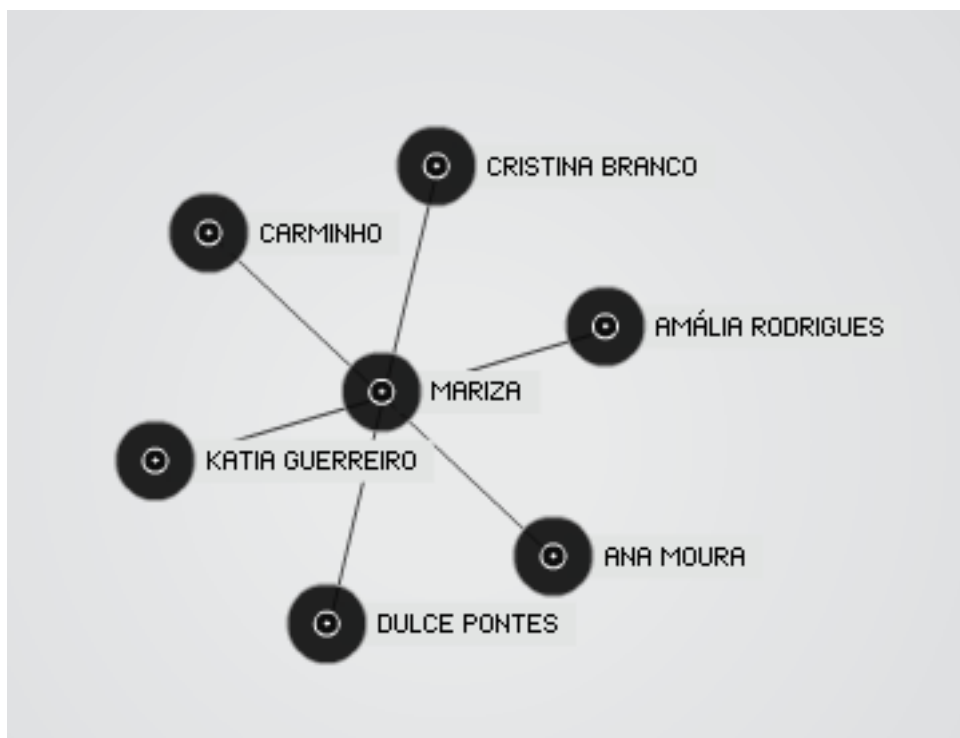 CRISTINA BRANCO
CARMINHO
AMÁLIA RODRIGUES
MARIZA
KATIA GUERREIRO
ANA MOURA
DULCE PONTES